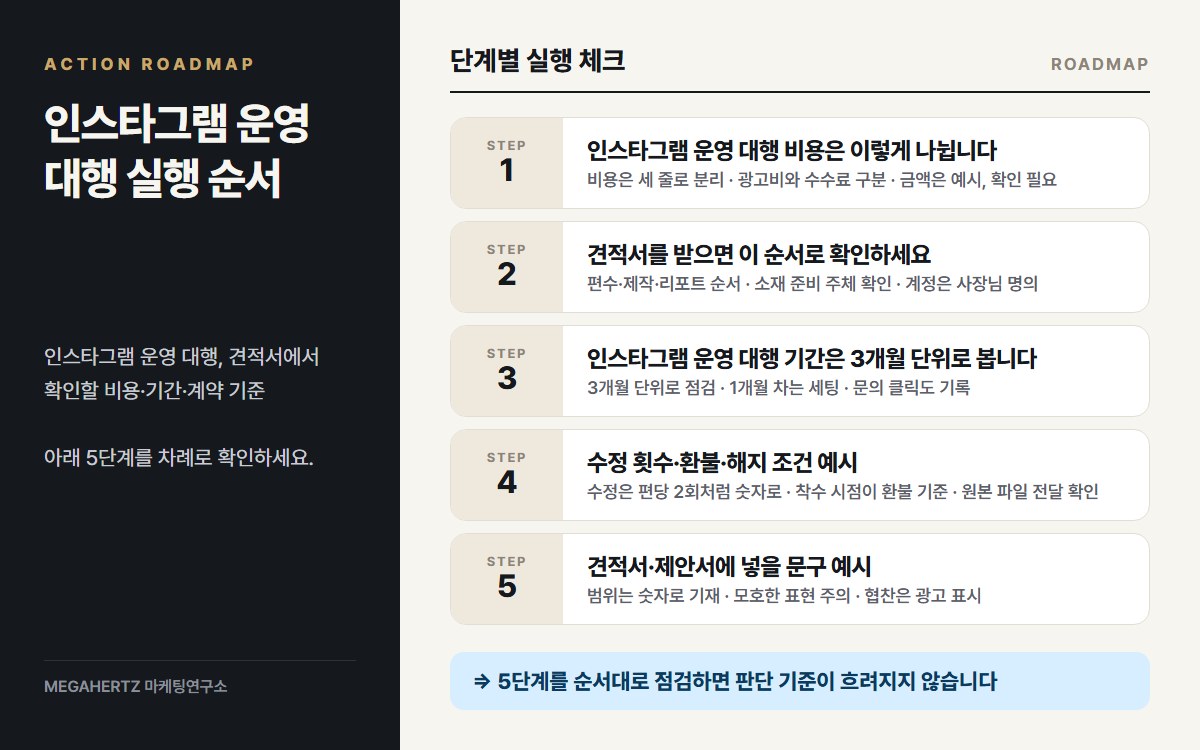 ACTION ROADMAP
인스타그램 운영
대행 실행 순서
인스타그램 운영 대행, 견적서에서
확인할 비용·기간·계약 기준
아래 5단계를 차례로 확인하세요.
MEGAHERTZ 마케팅연구소
단계별 실행 체크
ROADMAP
STEP
1
인스타그램 운영 대행 비용은 이렇게 나뉩니다
비용은 세 줄로 분리 · 광고비와 수수료 구분 · 금액은 예시, 확인 필요
STEP
2
견적서를 받으면 이 순서로 확인하세요
편수·제작·리포트 순서 · 소재 준비 주체 확인 · 계정은 사장님 명의
STEP
3
인스타그램 운영 대행 기간은 3개월 단위로 봅니다
3개월 단위로 점검 · 1개월 차는 세팅 · 문의 클릭도 기록
STEP
4
수정 횟수·환불·해지 조건 예시
수정은 편당 2회처럼 숫자로 · 착수 시점이 환불 기준 · 원본 파일 전달 확인
STEP
5
견적서·제안서에 넣을 문구 예시
범위는 숫자로 기재 · 모호한 표현 주의 · 협찬은 광고 표시
→ 5단계를 순서대로 점검하면 판단 기준이 흐려지지 않습니다